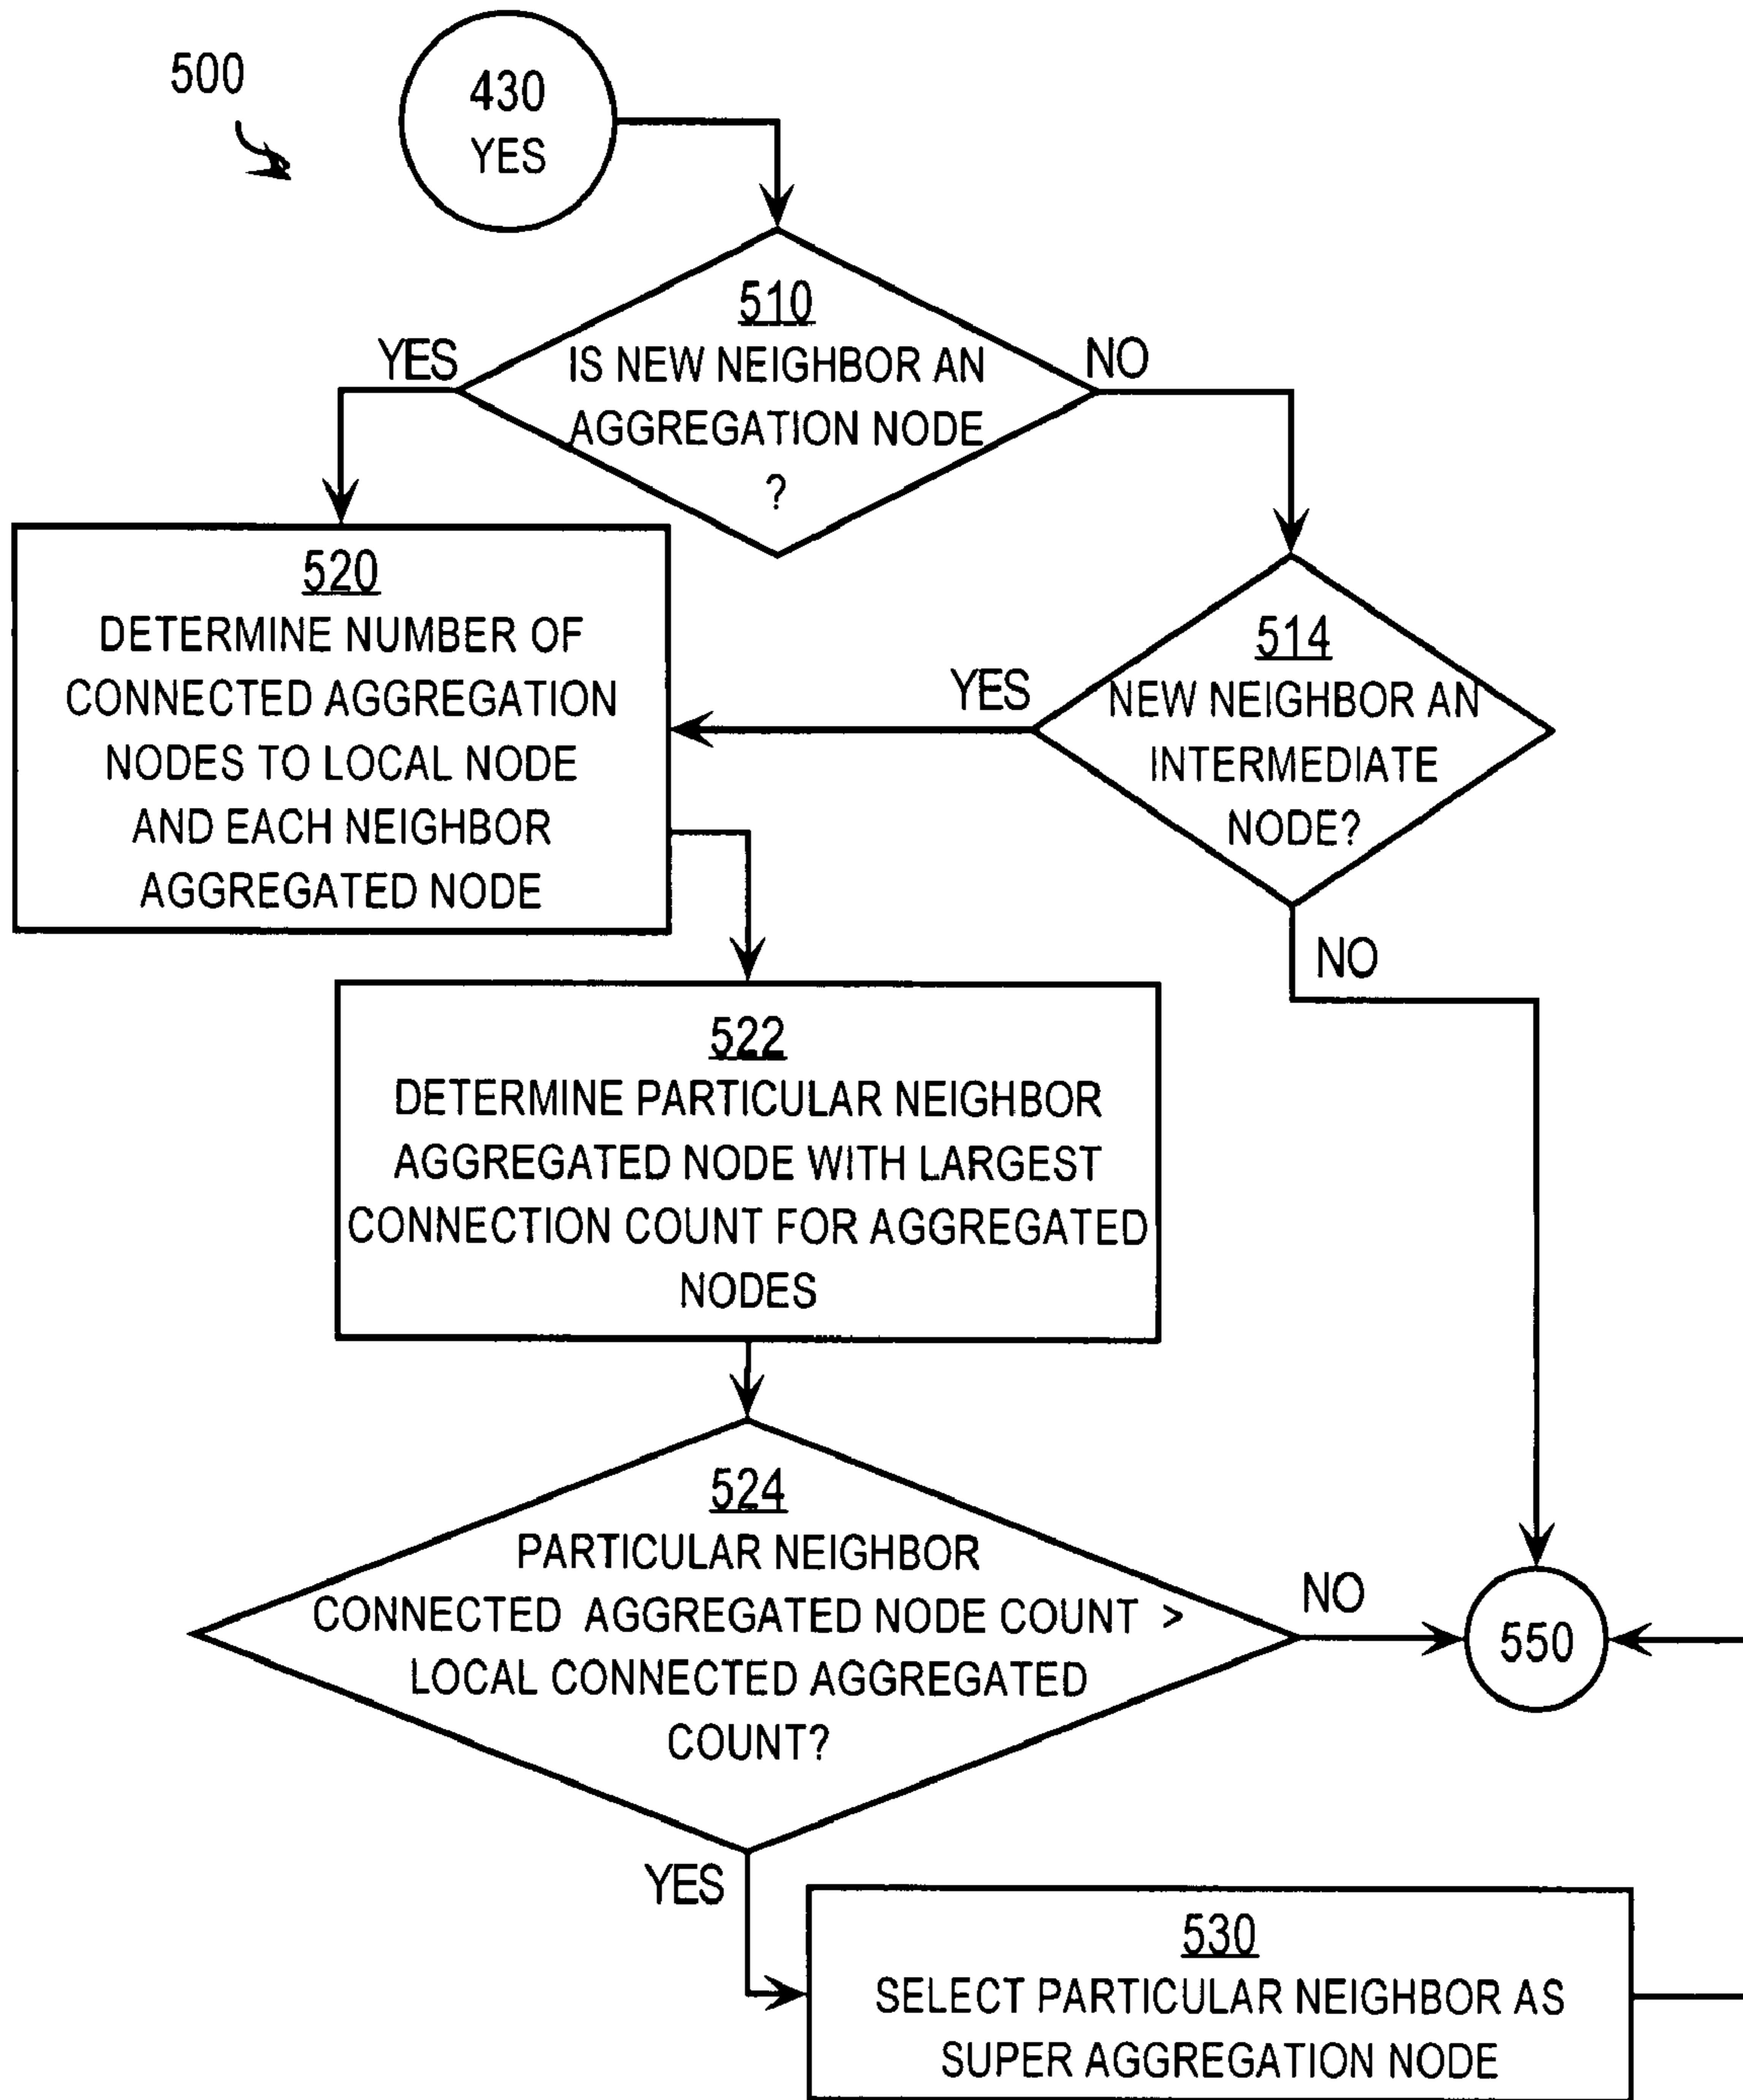 500
430
YES
510
IS NEW NEIGHBOR AN
AGGREGATION NODE
?
YES
NO
520
DETERMINE NUMBER OF
CONNECTED AGGREGATION
NODES TO LOCAL NODE
AND EACH NEIGHBOR
AGGREGATED NODE
514
NEW NEIGHBOR AN
INTERMEDIATE
NODE?
YES
NO
522
DETERMINE PARTICULAR NEIGHBOR
AGGREGATED NODE WITH LARGEST
CONNECTION COUNT FOR AGGREGATED
NODES
524
PARTICULAR NEIGHBOR
CONNECTED AGGREGATED NODE COUNT >
LOCAL CONNECTED AGGREGATED
COUNT?
NO
550
YES
530
SELECT PARTICULAR NEIGHBOR AS
SUPER AGGREGATION NODE